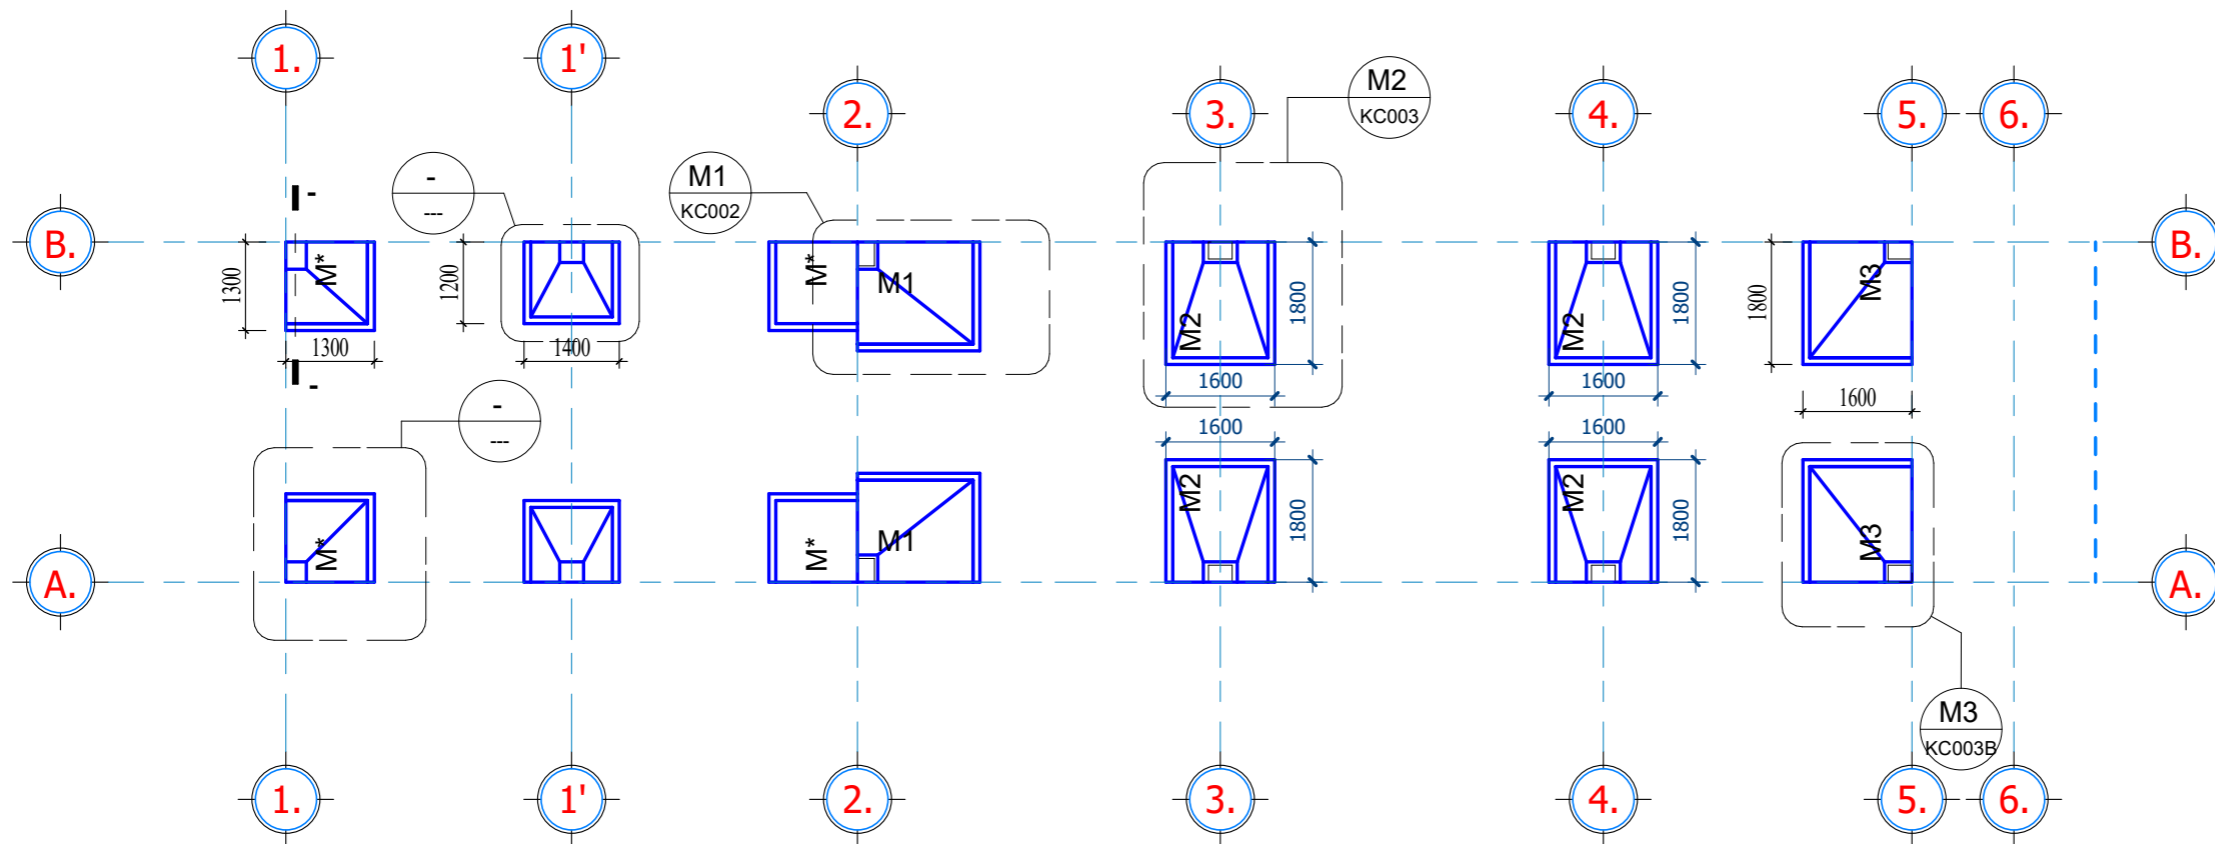 1.
1'
2.
3.
M2
KC003
4.
5.
6.
-
---
M1
KC002
-
B.
B.
1300
M*
1200
M*
M1
M2
1800
M2
1800
1800
M3
1300
1400
1600
1600
1600
-
-
---
1600
1600
M*
M*
M1
M2
1800
M2
1800
M3
A.
A.
M3
KC003B
1.
1'
2.
3.
4.
5.
6.